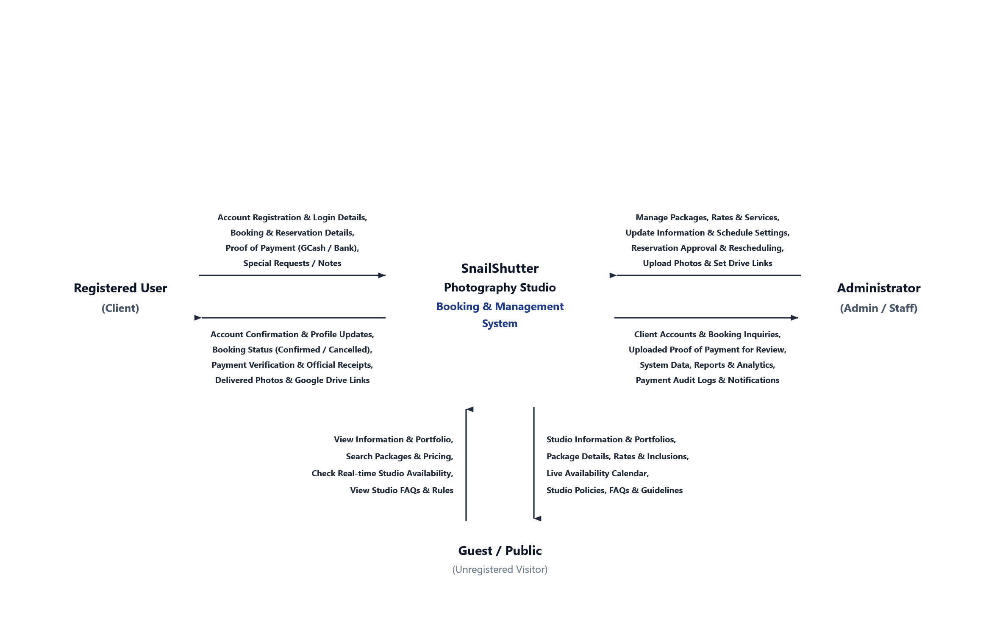 Account Registration & Login Details,
Booking & Reservation Details,
Proof of Payment (GCash / Bank),
Special Requests / Notes
Manage Packages, Rates & Services,
Update Information & Schedule Settings,
Reservation Approval & Rescheduling,
Upload Photos & Set Drive Links
Registered User
(Client)
SnailShutter
Photography Studio
Booking & Management
System
Administrator
(Admin / Staff)
Account Confirmation & Profile Updates,
Booking Status (Confirmed / Cancelled),
Payment Verification & Official Receipts,
Delivered Photos & Google Drive Links
Client Accounts & Booking Inquiries,
Uploaded Proof of Payment for Review,
System Data, Reports & Analytics,
Payment Audit Logs & Notifications
View Information & Portfolio,
Search Packages & Pricing,
Check Real-time Studio Availability,
View Studio FAQs & Rules
Studio Information & Portfolios,
Package Details, Rates & Inclusions,
Live Availability Calendar,
Studio Policies, FAQs & Guidelines
Guest / Public
(Unregistered Visitor)